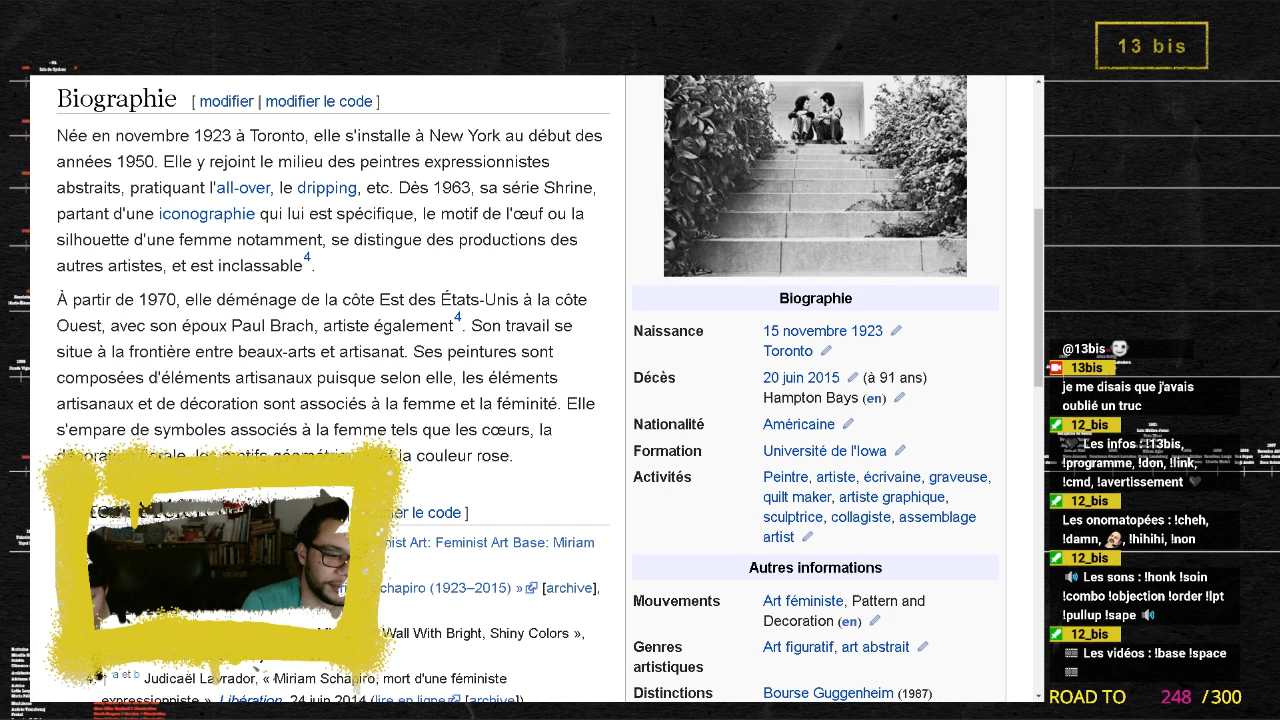 13 bis
Biographie [ modifier | modifier le code ]
Née en novembre 1923 à Toronto, elle s'installe à New York au début des
années 1950. Elle y rejoint le milieu des peintres expressionnistes
abstraits, pratiquant l'all-over, le dripping, etc. Dès 1963, sa série Shrine,
partant d'une iconographie qui lui est spécifique, le motif de l'œuf ou la
silhouette d'une femme notamment, se distingue des productions des
autres artistes, et est inclassable4.
À partir de 1970, elle déménage de la côte Est des États-Unis à la côte
Ouest, avec son époux Paul Brach, artiste également4. Son travail se
situe à la frontière entre beaux-arts et artisanat. Ses peintures sont
composées d'éléments artisanaux puisque selon elle, les éléments
artisanaux et de décoration sont associés à la femme et la féminité. Elle
s'empare de symboles associés à la femme tels que les cœurs, la
la couleur rose.
le code ]
Art: Feminist Art Base: Miriam
(1923–2015) » [archive],
Wall With Bright, Shiny Colors »,
a et b Judicaël Lavrador, « Miriam Schapiro, mort d'une féministe
expressionniste », Libération, 24 juin 2014 (lire en ligne [archive])
Biographie
Naissance 15 novembre 1923
Toronto
Décès 20 juin 2015 (à 91 ans)
Hampton Bays (en)
Nationalité Américaine
Formation Université de l'Iowa
Activités Peintre, artiste, écrivaine, graveuse,
quilt maker, artiste graphique,
sculptrice, collagiste, assemblage
artist
Autres informations
Mouvements Art féministe, Pattern and
Decoration (en)
Genres artistiques Art figuratif, art abstrait
Distinctions Bourse Guggenheim (1987)
@13bis
13bis
je me disais que j'avais
oublié un truc
12_bis
Les infos : !13bis,
!programme, !don, !link,
!cmd, !avertissement
12_bis
Les onomatopées : !cheh,
!damn, !hihihi, !non
12_bis
Les sons : !honk !soin
!combo !objection !order !lpt
!pullup !sape
12_bis
Les vidéos : !base !space
ROAD TO 248 / 300